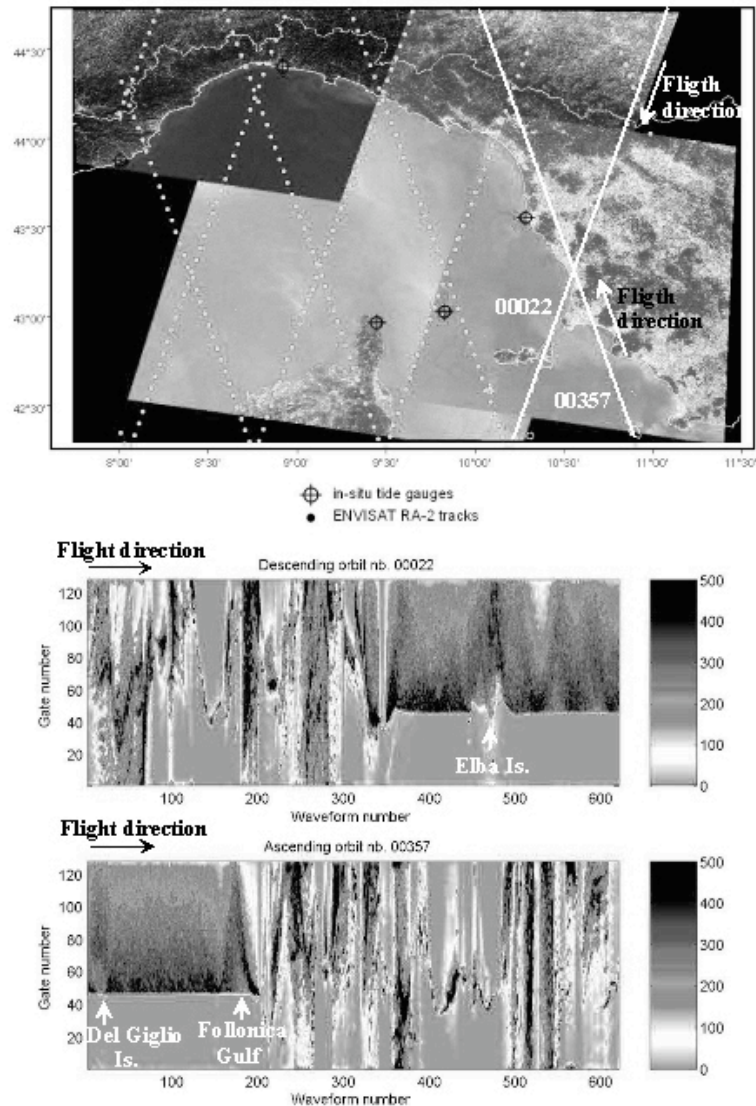 44°30'
44°00'
43°30'
43°00'
42°30'
Fligth
direction
Fligth
direction
00022
00357
8°00' 8°30' 9°00' 9°30' 10°00' 10°30' 11°00' 11°30'
in-situ tide gauges
ENVISAT RA-2 tracks
Flight direction
Descending orbit nb. 00022
Gate number
120
100
80
60
40
20
Elba Is.
100 200 300 400 500 600
Waveform number
500
400
300
200
100
0
Flight direction
Ascending orbit nb. 00357
Gate number
120
100
80
60
40
20
Del Giglio
Is.
Follonica
Gulf
100 200 300 400 500 600
Waveform number
500
400
300
200
100
0